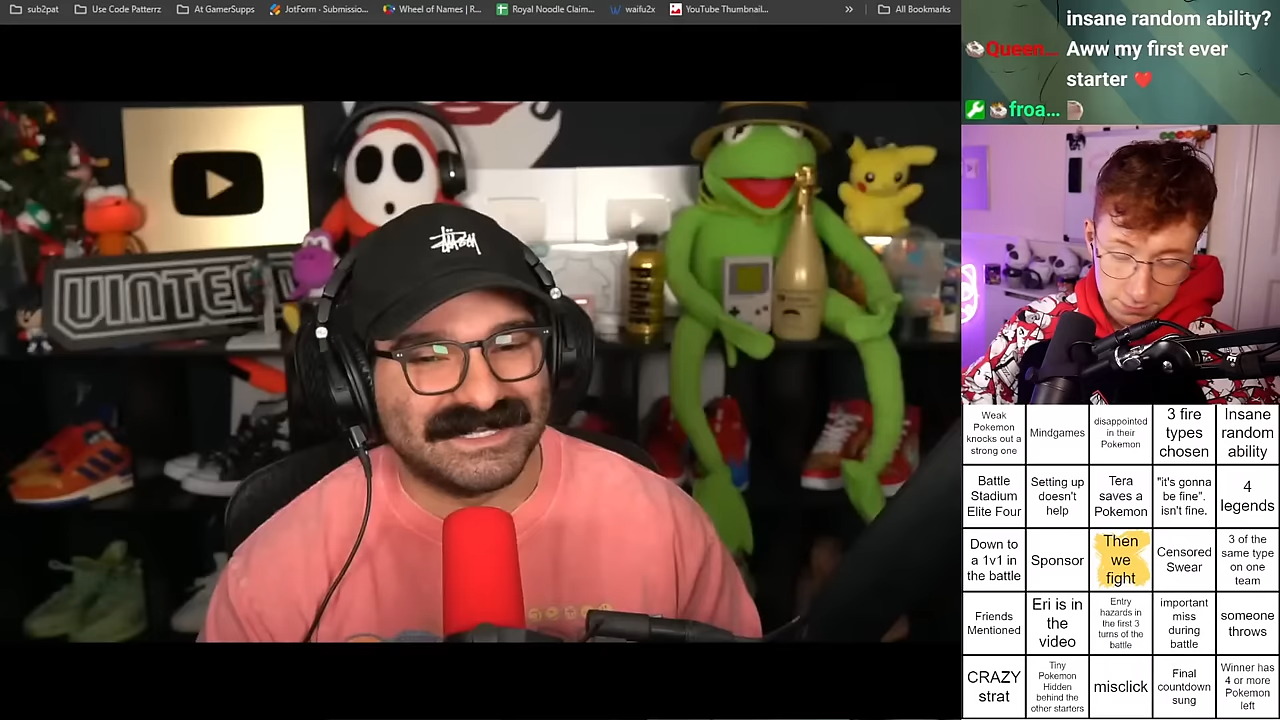 sub2pat
Use Code Patterrz
At GamerSupps
JotForm · Submissio...
Wheel of Names | R...
Royal Noodle Claim...
waifu2x
YouTube Thumbnail...
»
All Bookmarks
insane random ability?
Queen... Aww my first ever
starter ❤️
froa...
STÜSSY
PRIME
Weak
Pokemon
knocks out a
strong one
Mindgames
disappointed
in their
Pokemon
3 fire
types
chosen
Insane
random
ability
Battle
Stadium
Elite Four
Setting up
doesn't
help
Tera
saves a
Pokemon
"it's gonna
be fine".
isn't fine.
4
legends
Down to
a 1v1 in
the battle
Sponsor
Then
we
fight
Censored
Swear
3 of the
same type
on one
team
Friends
Mentioned
Eri is in
the
video
Entry
hazards in
the first 3
turns of the
battle
important
miss
during
battle
someone
throws
CRAZY
strat
Tiny
Pokemon
Hidden
behind the
other starters
misclick
Final
countdown
sung
Winner has
4 or more
Pokemon
left